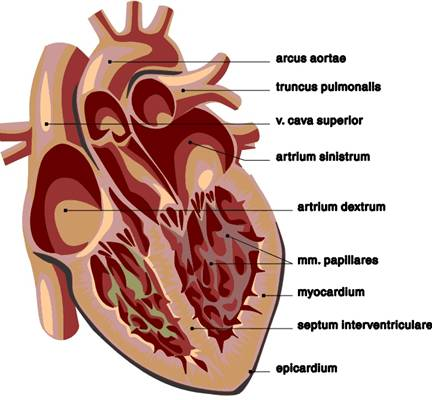 arcus aortae
truncus pulmonalis
v. cava superior
artrium sinistrum
artrium dextrum
mm. papillares
myocardium
septum interventriculare
epicardium